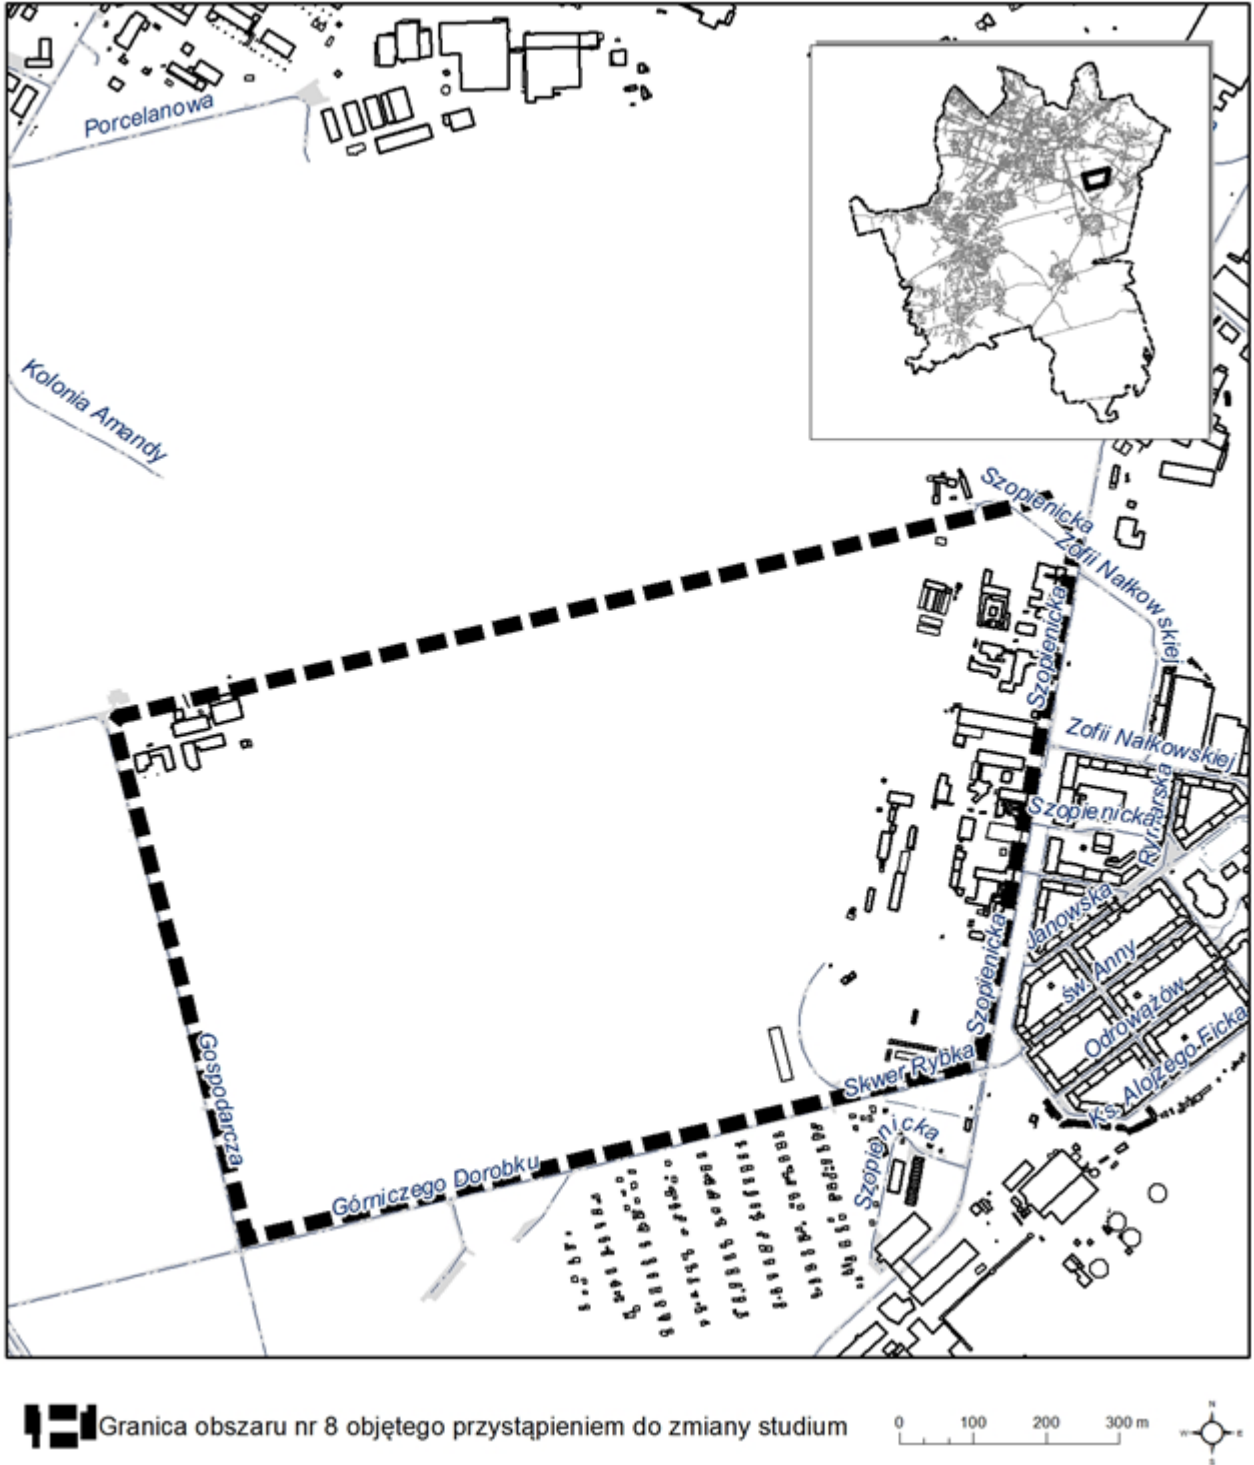 Porcelanowa
Kolonia Amandy
Szopienicka
Zofii Nałkowskiej
Szopienicka
Zofii Nałkowskiej
Rymarska
Szopienicka
Janowska
Szopienicka
św. Anny
Odrowążów
Ks. Alojzego Ficka
Gospodarcza
Skwer Rybka
Szopienicka
Górniczego Dorobku
Granica obszaru nr 8 objętego przystąpieniem do zmiany studium
0 100 200 300 m
N
W E
S